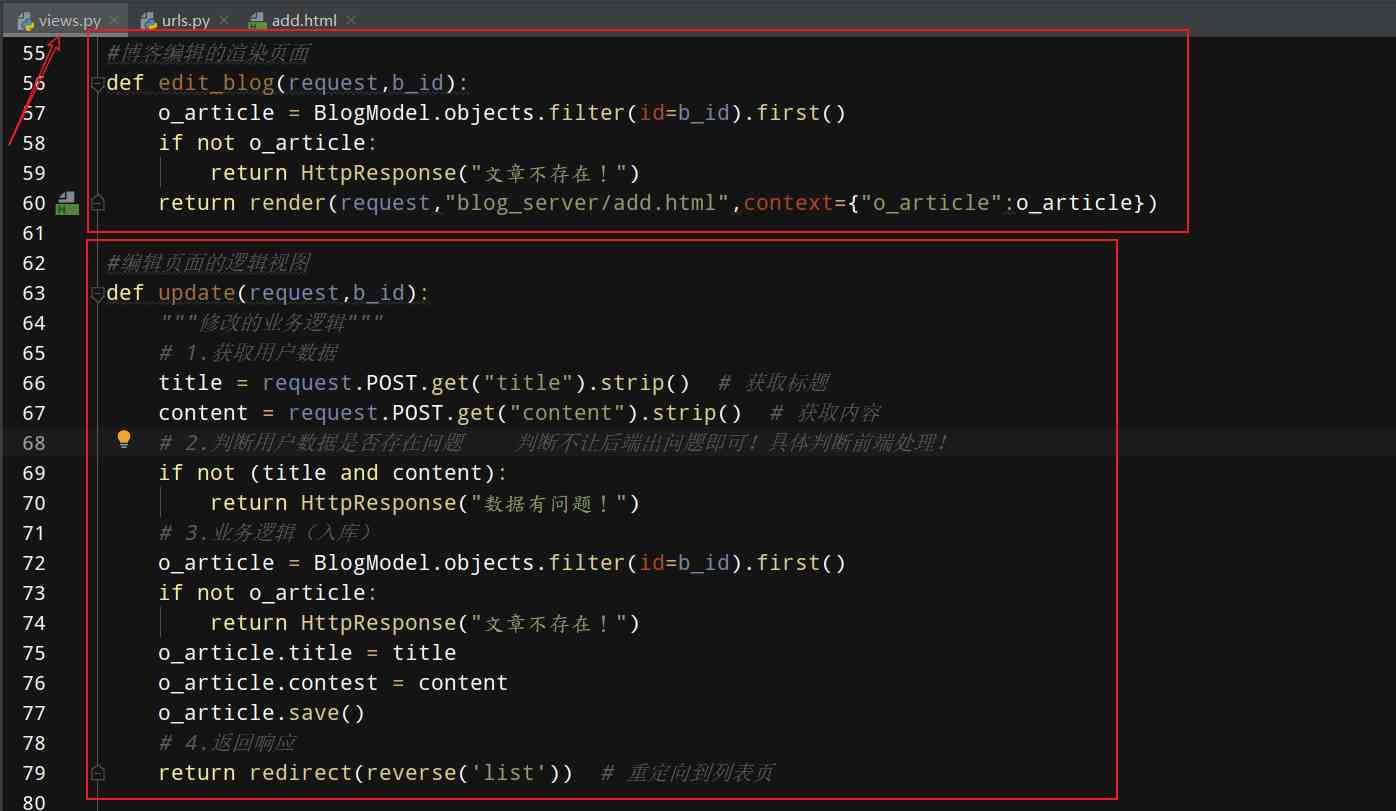 views.py × urls.py × add.html ×
55 #博客编辑的渲染页面
56 def edit_blog(request,b_id):
57 o_article = BlogModel.objects.filter(id=b_id).first()
58 if not o_article:
59 return HttpResponse("文章不存在！")
60 return render(request,"blog_server/add.html",context={"o_article":o_article})
61
62 #编辑页面的逻辑视图
63 def update(request,b_id):
64 """修改的业务逻辑"""
65 # 1.获取用户数据
66 title = request.POST.get("title").strip()  # 获取标题
67 content = request.POST.get("content").strip()  # 获取内容
68 # 2.判断用户数据是否存在问题    判断不让后端出问题即可！具体判断前端处理！
69 if not (title and content):
70 return HttpResponse("数据有问题！")
71 # 3.业务逻辑（入库）
72 o_article = BlogModel.objects.filter(id=b_id).first()
73 if not o_article:
74 return HttpResponse("文章不存在！")
75 o_article.title = title
76 o_article.contest = content
77 o_article.save()
78 # 4.返回响应
79 return redirect(reverse('list'))  # 重定向到列表页
80